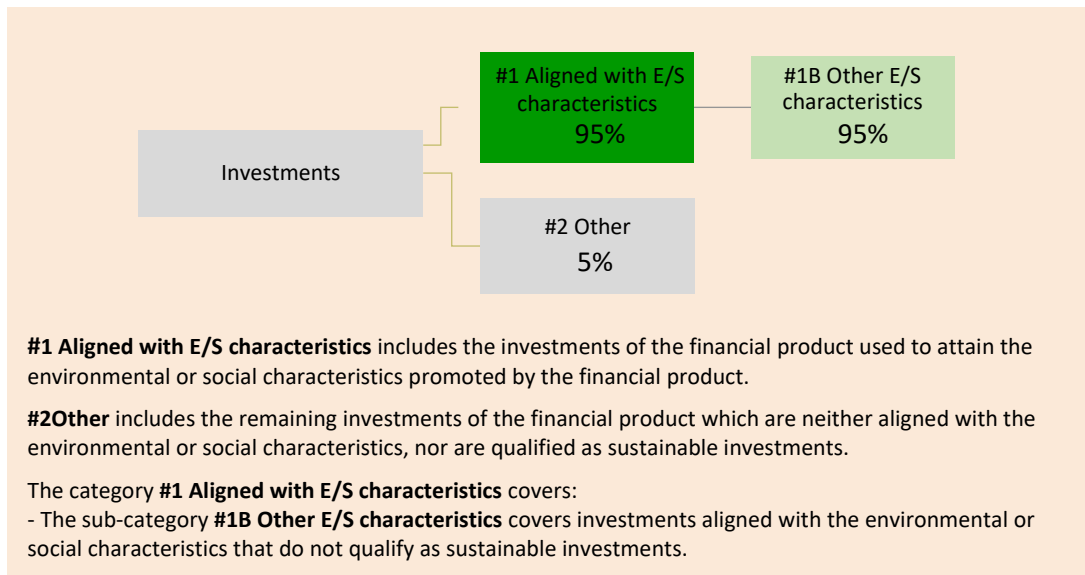 #1 Aligned with E/S
characteristics
95%
#1B Other E/S
characteristics
95%
Investments
#2 Other
5%
#1 Aligned with E/S characteristics includes the investments of the financial product used to attain the
environmental or social characteristics promoted by the financial product.
#2Other includes the remaining investments of the financial product which are neither aligned with the
environmental or social characteristics, nor are qualified as sustainable investments.
The category #1 Aligned with E/S characteristics covers:
- The sub-category #1B Other E/S characteristics covers investments aligned with the environmental or
social characteristics that do not qualify as sustainable investments.